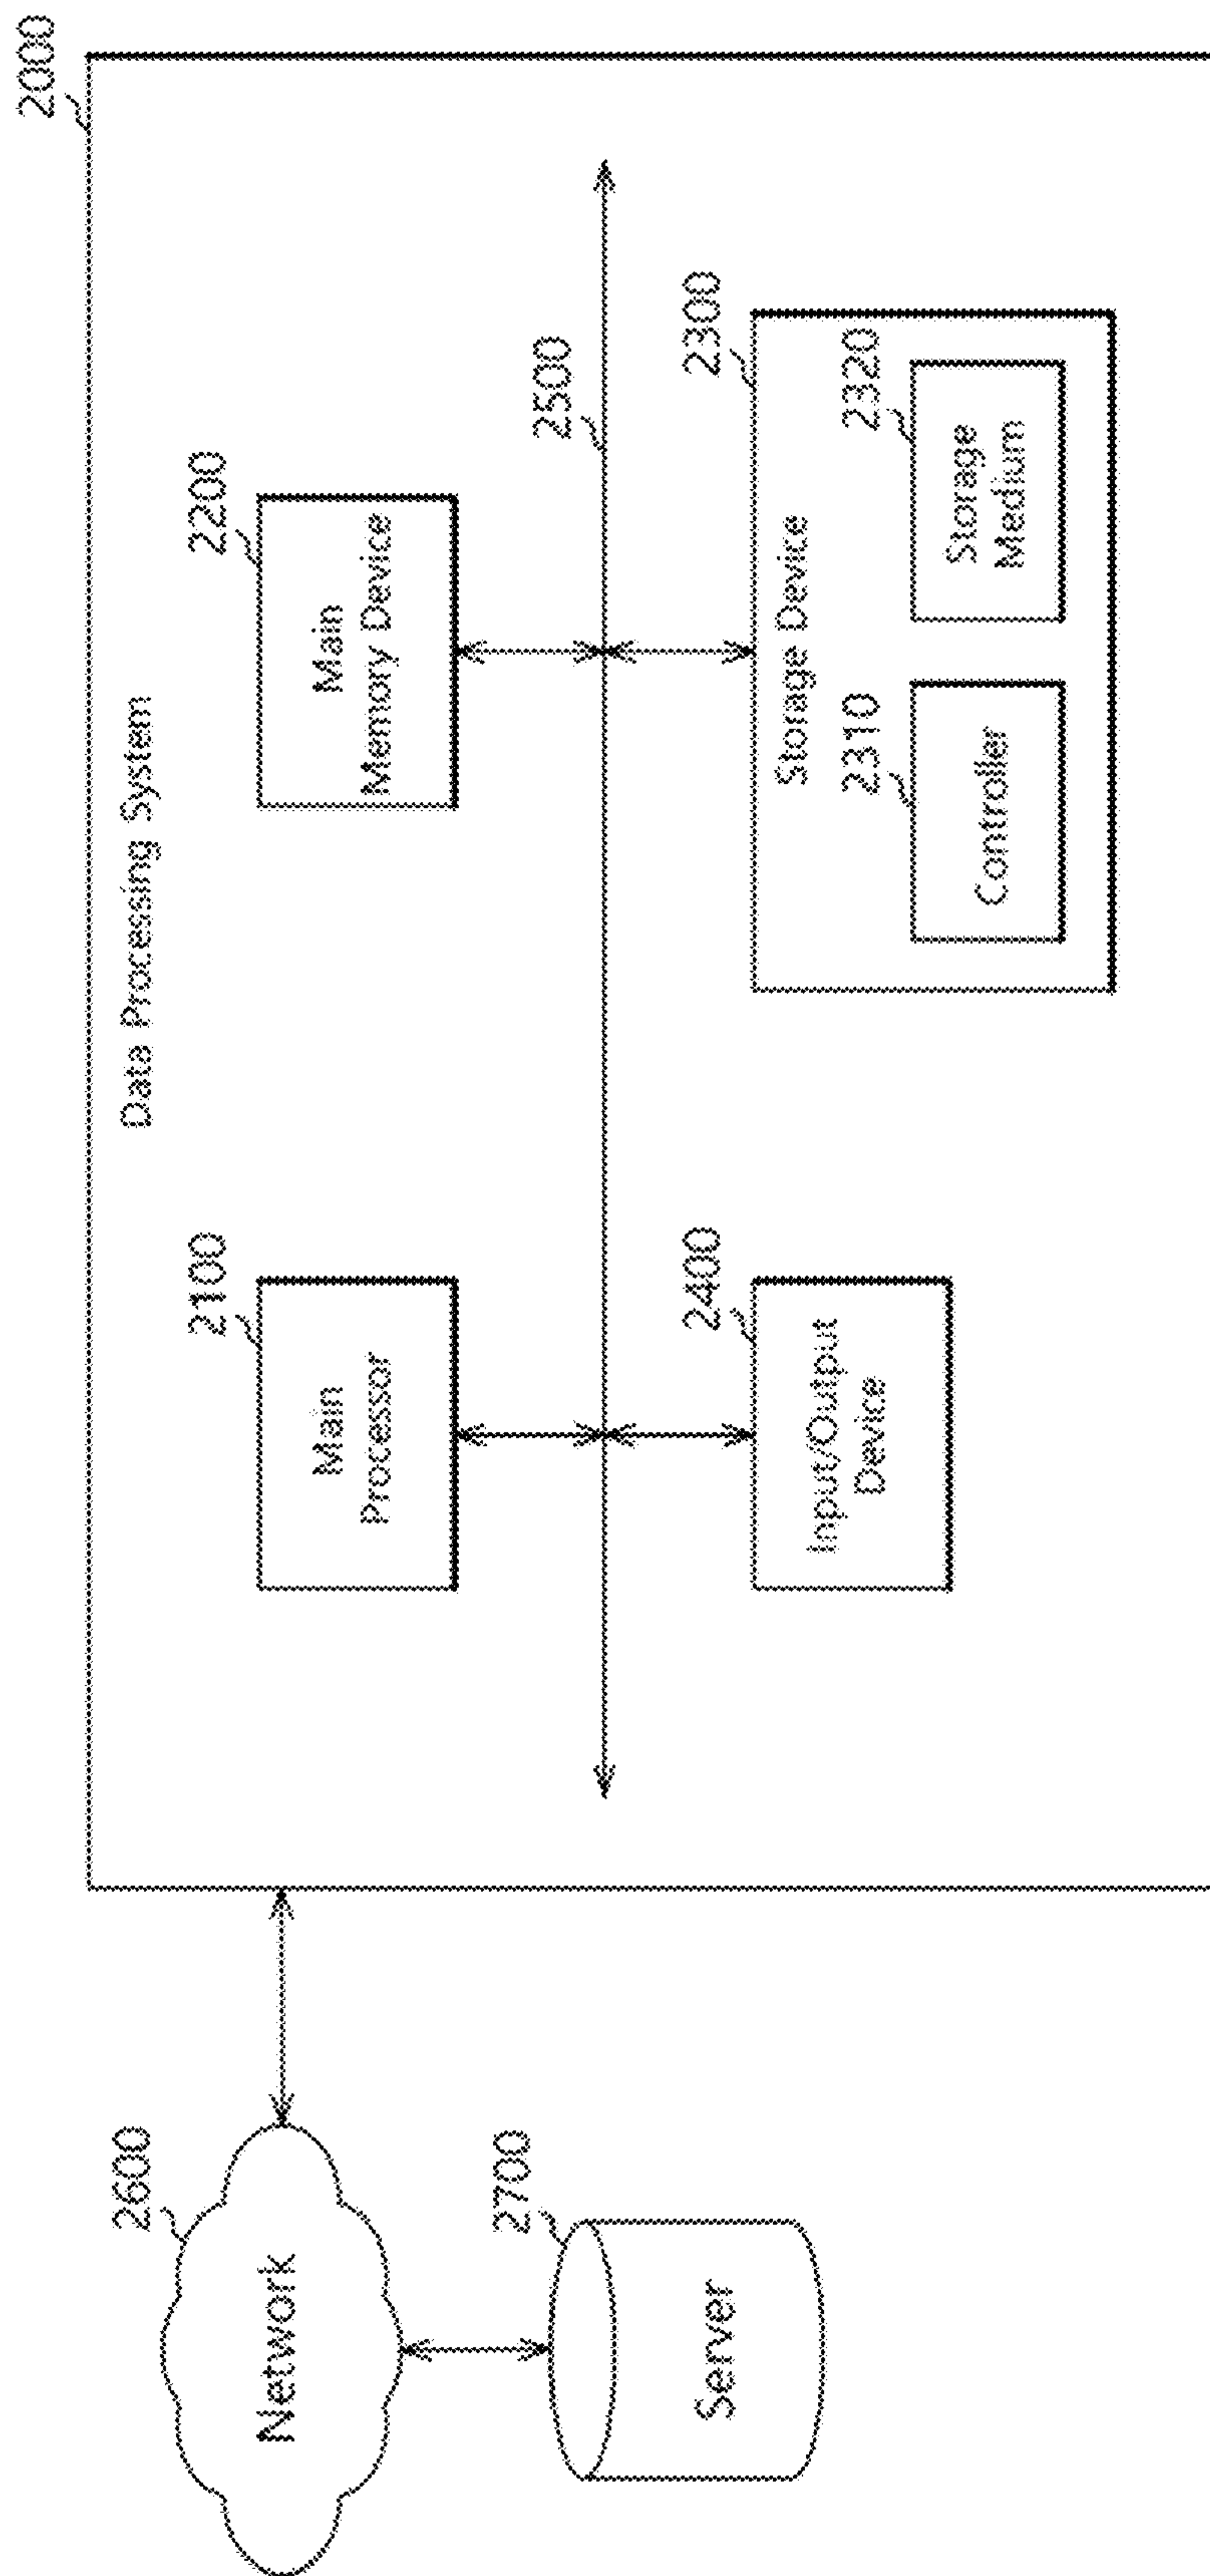 2000
Data Processing System
2600
Network
2700
Server
2100
Main
Processor
2200
Main
Memory Device
2500
2400
Input/Output
Device
2300
Storage Device
2310
Controller
2320
Storage
Medium